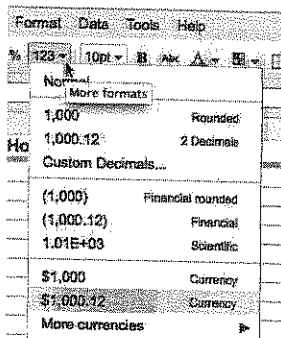 Format Data Tools Help
% 123 10pt B Abc A
Normal
More formats
1,000 Rounded
1,000.12 2 Decimals
Ho
Custom Decimals...
(1,000) Financial rounded
(1,000.12) Financial
1.01E+03 Scientific
$1,000 Currency
$1,000.12 Currency
More currencies